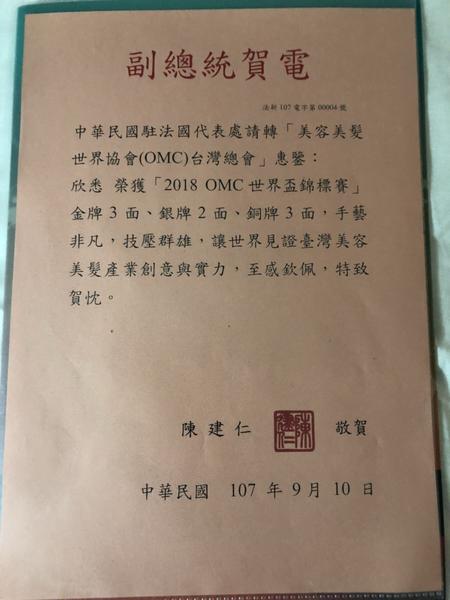 副總統賀電
法新 107 電字第 00004 號
中華民國駐法國代表處請轉「美容美髮
世界協會(OMC)台灣總會」惠鑒：
欣悉 榮獲「2018 OMC 世界盃錦標賽」
金牌 3 面、銀牌 2 面、銅牌 3 面，手藝
非凡，技壓群雄，讓世界見證臺灣美容
美髮產業創意與實力，至感欽佩，特致
賀忱。
陳建仁 敬賀
中華民國 107 年 9 月 10 日